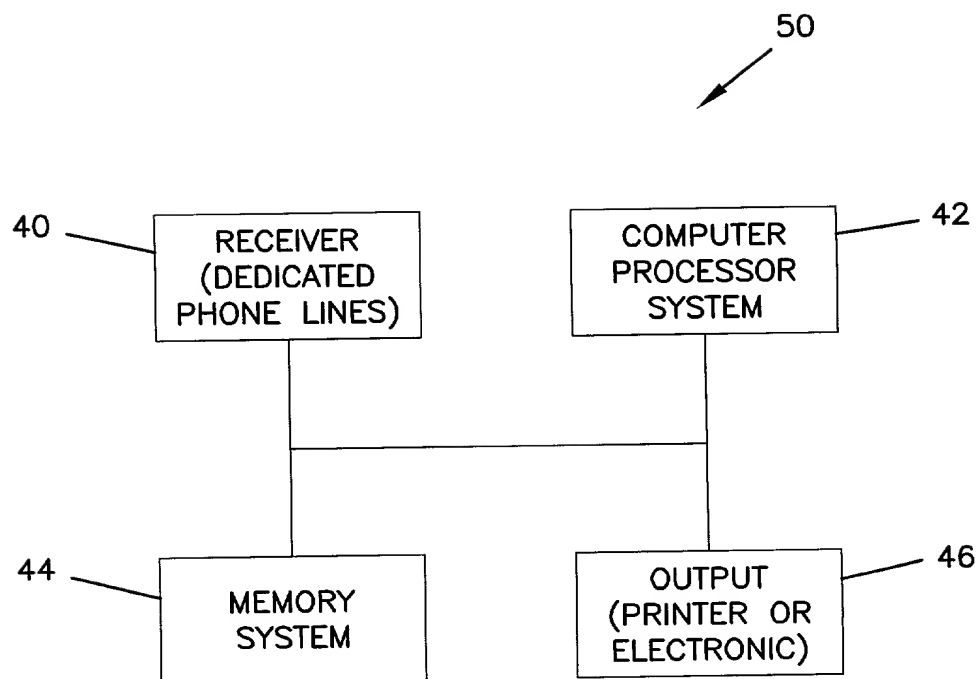 50
40
RECEIVER
(DEDICATED
PHONE LINES)
COMPUTER
PROCESSOR
SYSTEM
42
44
MEMORY
SYSTEM
OUTPUT
(PRINTER OR
ELECTRONIC)
46